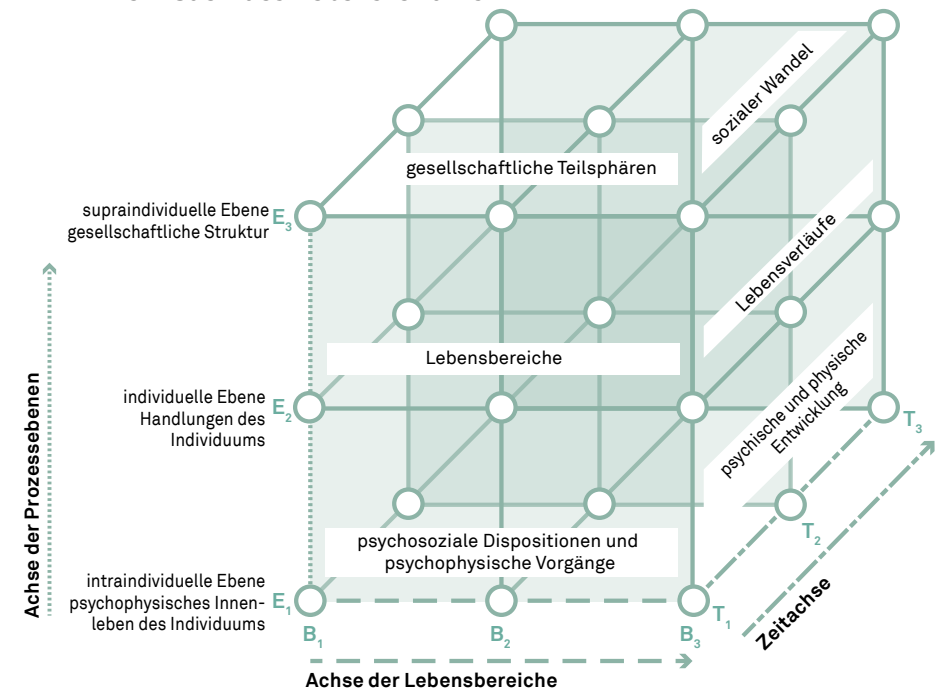 sozialer Wandel
gesellschaftliche Teilsphären
supraindividuelle Ebene
gesellschaftliche Struktur
E₃
Lebensverläufe
Lebensbereiche
psychische und physische
Entwicklung
individuelle Ebene
Handlungen des
Individuums
E₂
T₃
Achse der Prozessebenen
T₂
psychosoziale Dispositionen und
psychophysische Vorgänge
intraindividuelle Ebene
psychophysisches Innen-
leben des Individuums
E₁
T₁
Zeitachse
B₁
B₂
B₃
Achse der Lebensbereiche